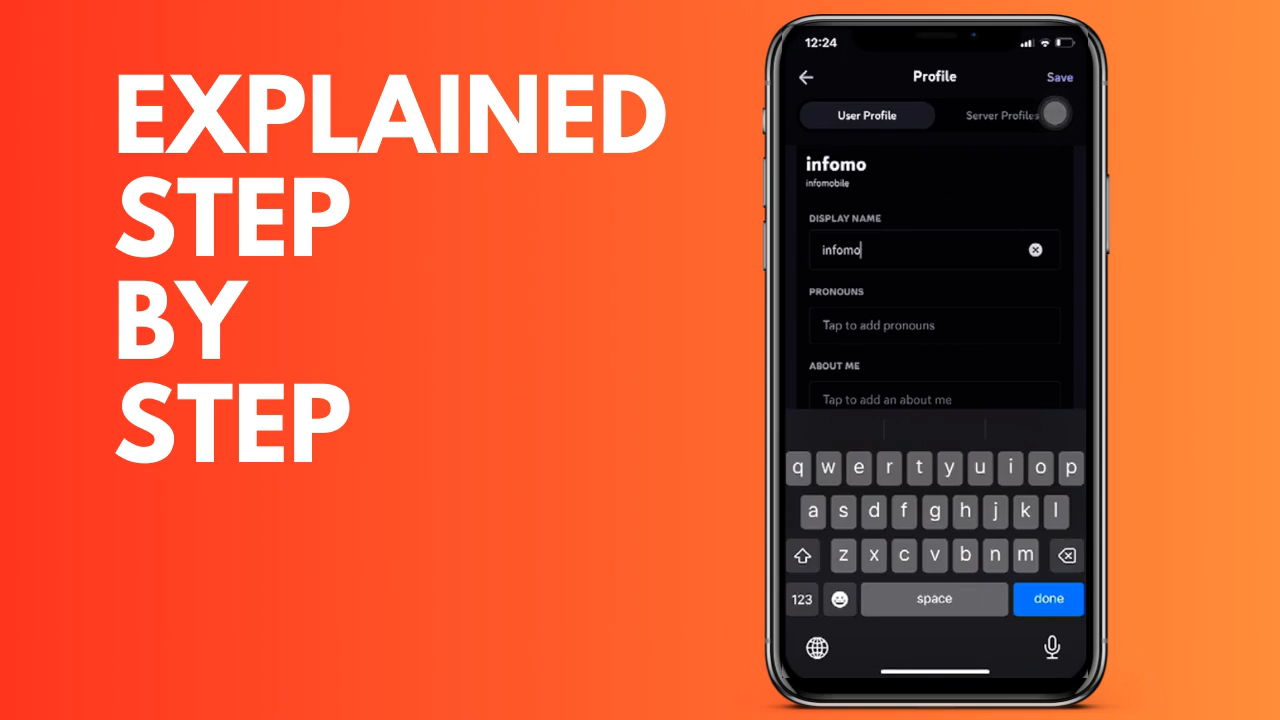 EXPLAINED
STEP
BY
STEP
12:24
Profile
Save
User Profile
Server Profiles
infomo
infomobile
DISPLAY NAME
infomo
PRONOUNS
Tap to add pronouns
ABOUT ME
Tap to add an about me
q w e r t y u i o p
a s d f g h j k l
z x c v b n m
123
space
done